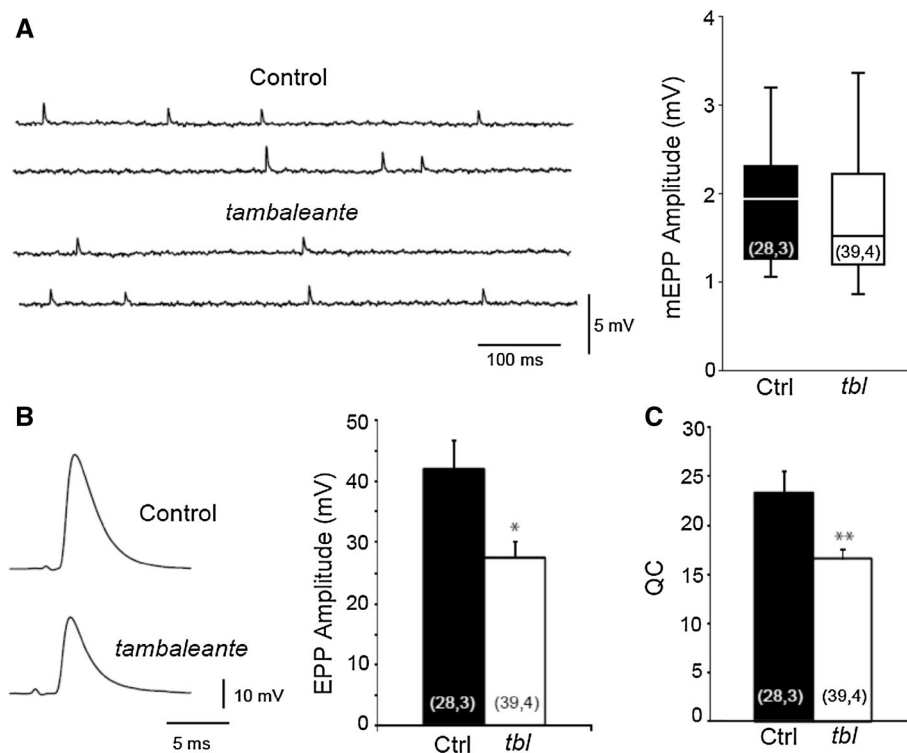 A
Control
tambaleante
5 mV
100 ms
mEPP Amplitude (mV)
4
3
2
1
0
(28,3)
(39,4)
Ctrl
tbl
B
Control
tambaleante
10 mV
5 ms
EPP Amplitude (mV)
50
40
30
20
10
0
*
(28,3)
(39,4)
Ctrl
tbl
C
QC
30
25
20
15
10
5
0
**
(28,3)
(39,4)
Ctrl
tbl